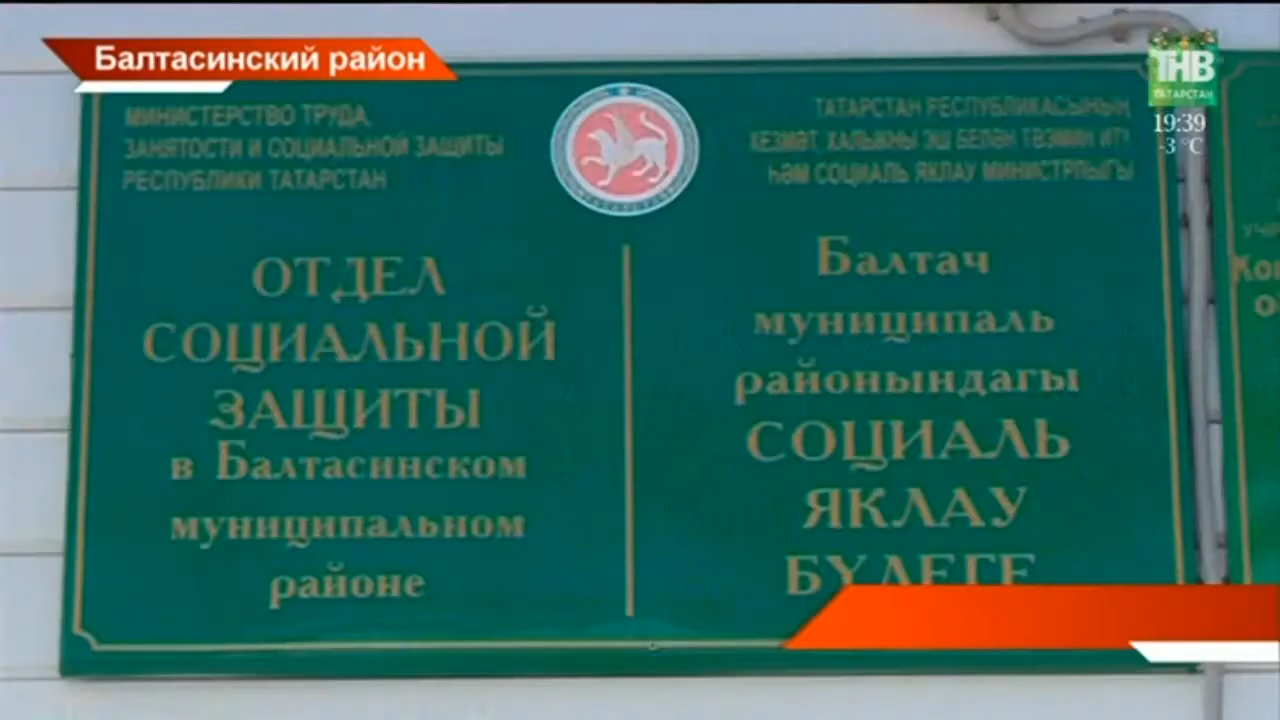 Балтасинский район
ТНВ
ТАТАРСТАН
19:39
-3 °C
МИНИСТЕРСТВО ТРУДА,
ЗАНЯТОСТИ И СОЦИАЛЬНОЙ ЗАЩИТЫ
РЕСПУБЛИКИ ТАТАРСТАН
ТАТАРСТАН РЕСПУБЛИКАСЫНЫҢ
ХЕЗМӘТ, ХАЛЫКНЫ ЭШ БЕЛӘН ТӘЭМИН ИТҮ
ҺӘМ СОЦИАЛЬ ЯКЛАУ МИНИСТРЛЫГЫ
ОТДЕЛ
СОЦИАЛЬНОЙ
ЗАЩИТЫ
в Балтасинском
муниципальном
районе
Балтач
муниципаль
районындагы
СОЦИАЛЬ
ЯКЛАУ
БҮЛЕГЕ